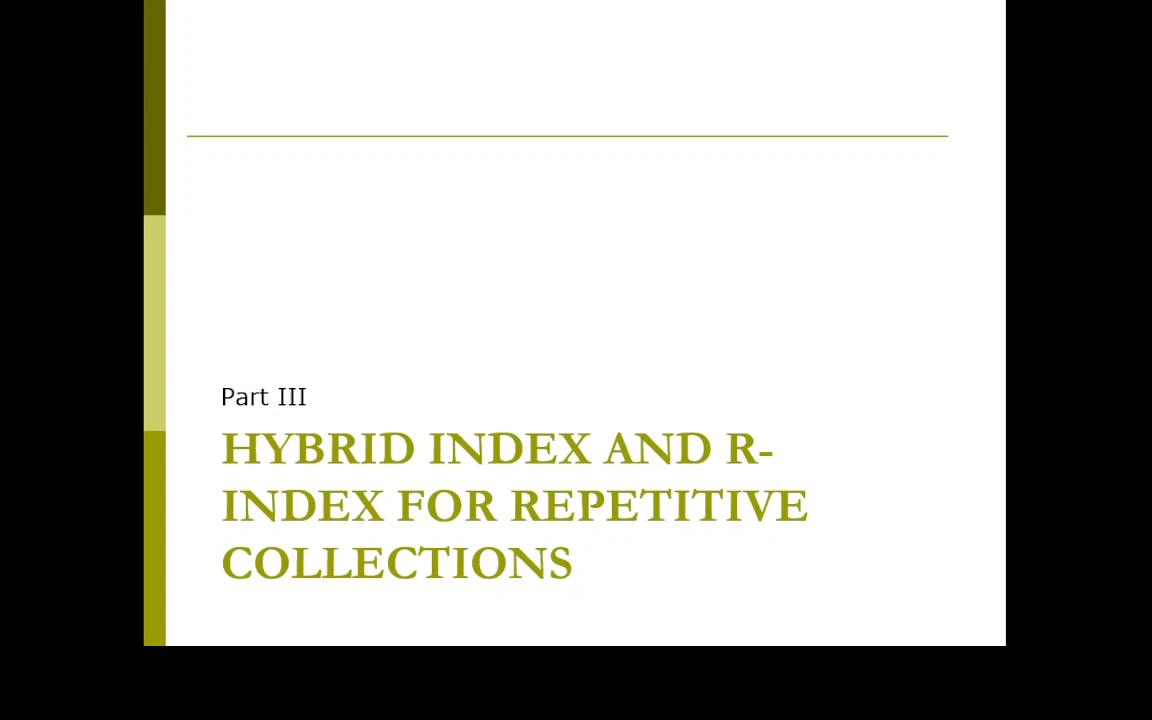 Part III
HYBRID INDEX AND R-
INDEX FOR REPETITIVE
COLLECTIONS